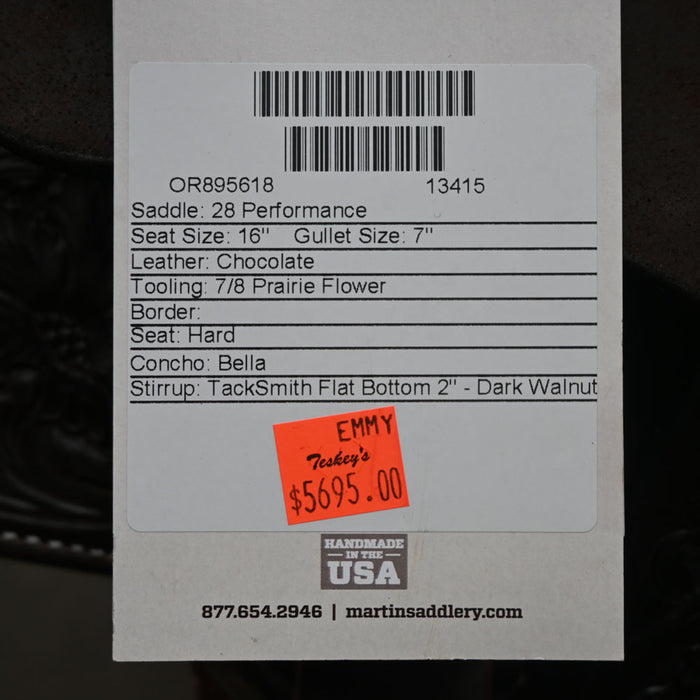 OR895618 13415
Saddle: 28 Performance
Seat Size: 16" Gullet Size: 7"
Leather: Chocolate
Tooling: 7/8 Prairie Flower
Border:
Seat: Hard
Concho: Bella
Stirrup: TackSmith Flat Bottom 2" - Dark Walnut
EMMY
Teskey's
$5695.00
HANDMADE
IN THE
USA
877.654.2946 | martinsaddlery.com